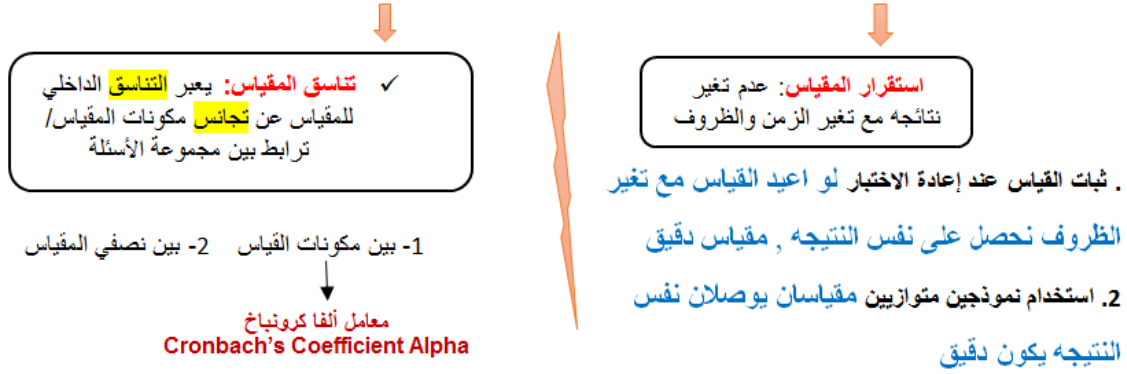 استقرار المقياس: عدم تغير
نتائجه مع تغير الزمن والظروف
. ثبات القياس عند إعادة الاختبار لو اعيد القياس مع تغير
الظروف نحصل على نفس النتيجه , مقياس دقيق
2. استخدام نموذجين متوازيين مقياسان يوصلان نفس
النتيجه يكون دقيق
✓ تناسق المقياس: يعبر التناسق الداخلي
للمقياس عن تجانس مكونات المقياس/
ترابط بين مجموعة الأسئلة
1- بين مكونات القياس 2- بين نصفي المقياس
معامل ألفا كرونباخ
Cronbach's Coefficient Alpha